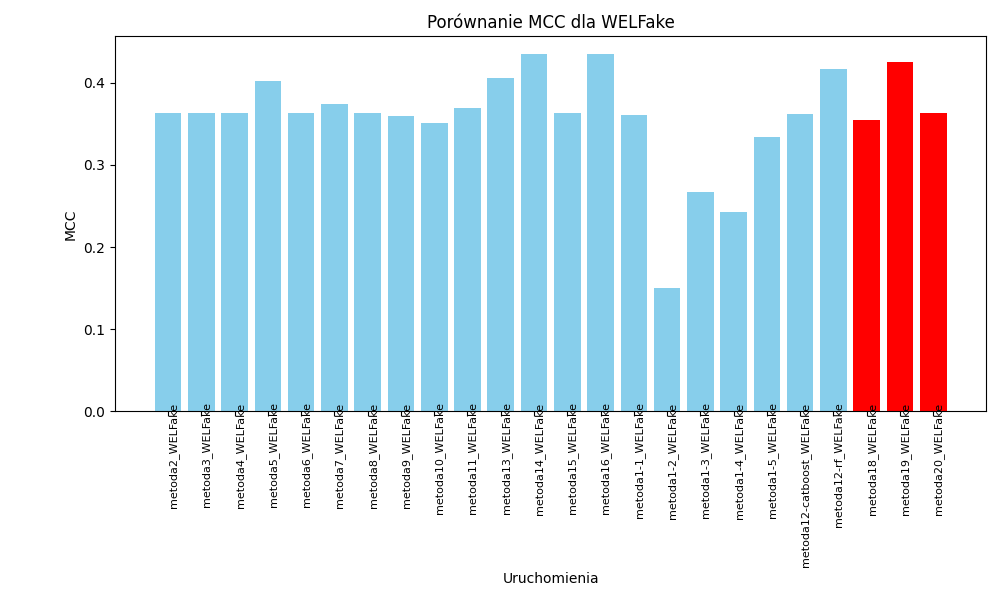 Porównanie MCC dla WELFake
MCC
0.4
0.3
0.2
0.1
0.0
metoda2_WELFake
metoda3_WELFake
metoda4_WELFake
metoda5_WELFake
metoda6_WELFake
metoda7_WELFake
metoda8_WELFake
metoda9_WELFake
metoda10_WELFake
metoda11_WELFake
metoda13_WELFake
metoda14_WELFake
metoda15_WELFake
metoda16_WELFake
metoda1-1_WELFake
metoda1-2_WELFake
metoda1-3_WELFake
metoda1-4_WELFake
metoda1-5_WELFake
metoda12-catboost_WELFake
metoda12-rf_WELFake
metoda18_WELFake
metoda19_WELFake
metoda20_WELFake
Uruchomienia